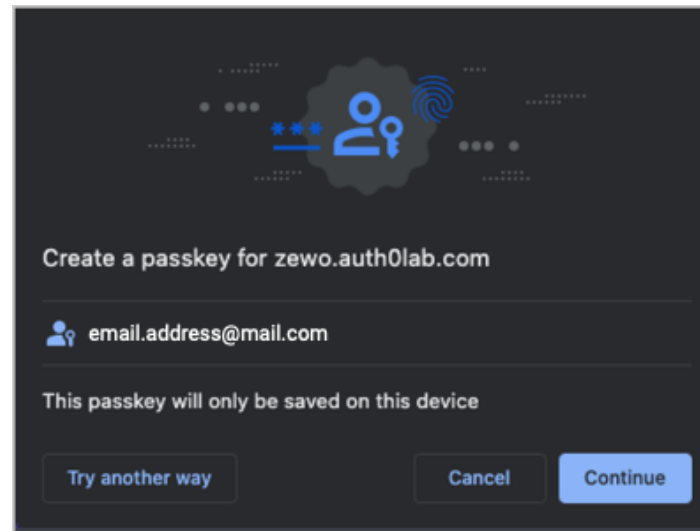 ***
Create a passkey for zewo.auth0lab.com
email.address@mail.com
This passkey will only be saved on this device
Try another way
Cancel
Continue